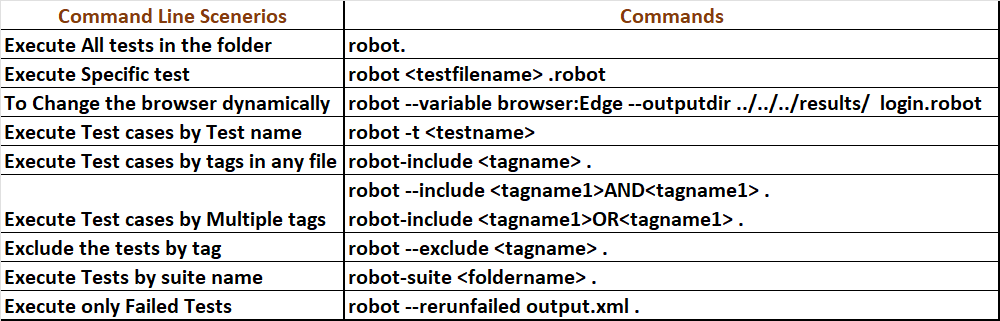 Command Line Scenerios Commands
Execute All tests in the folder robot.
Execute Specific test robot <testfilename> .robot
To Change the browser dynamically robot --variable browser:Edge --outputdir ../../../results/ login.robot
Execute Test cases by Test name robot -t <testname>
Execute Test cases by tags in any file robot-include <tagname> .
robot --include <tagname1>AND<tagname1> .
Execute Test cases by Multiple tags robot-include <tagname1>OR<tagname1> .
Exclude the tests by tag robot --exclude <tagname> .
Execute Tests by suite name robot-suite <foldername> .
Execute only Failed Tests robot --rerunfailed output.xml .